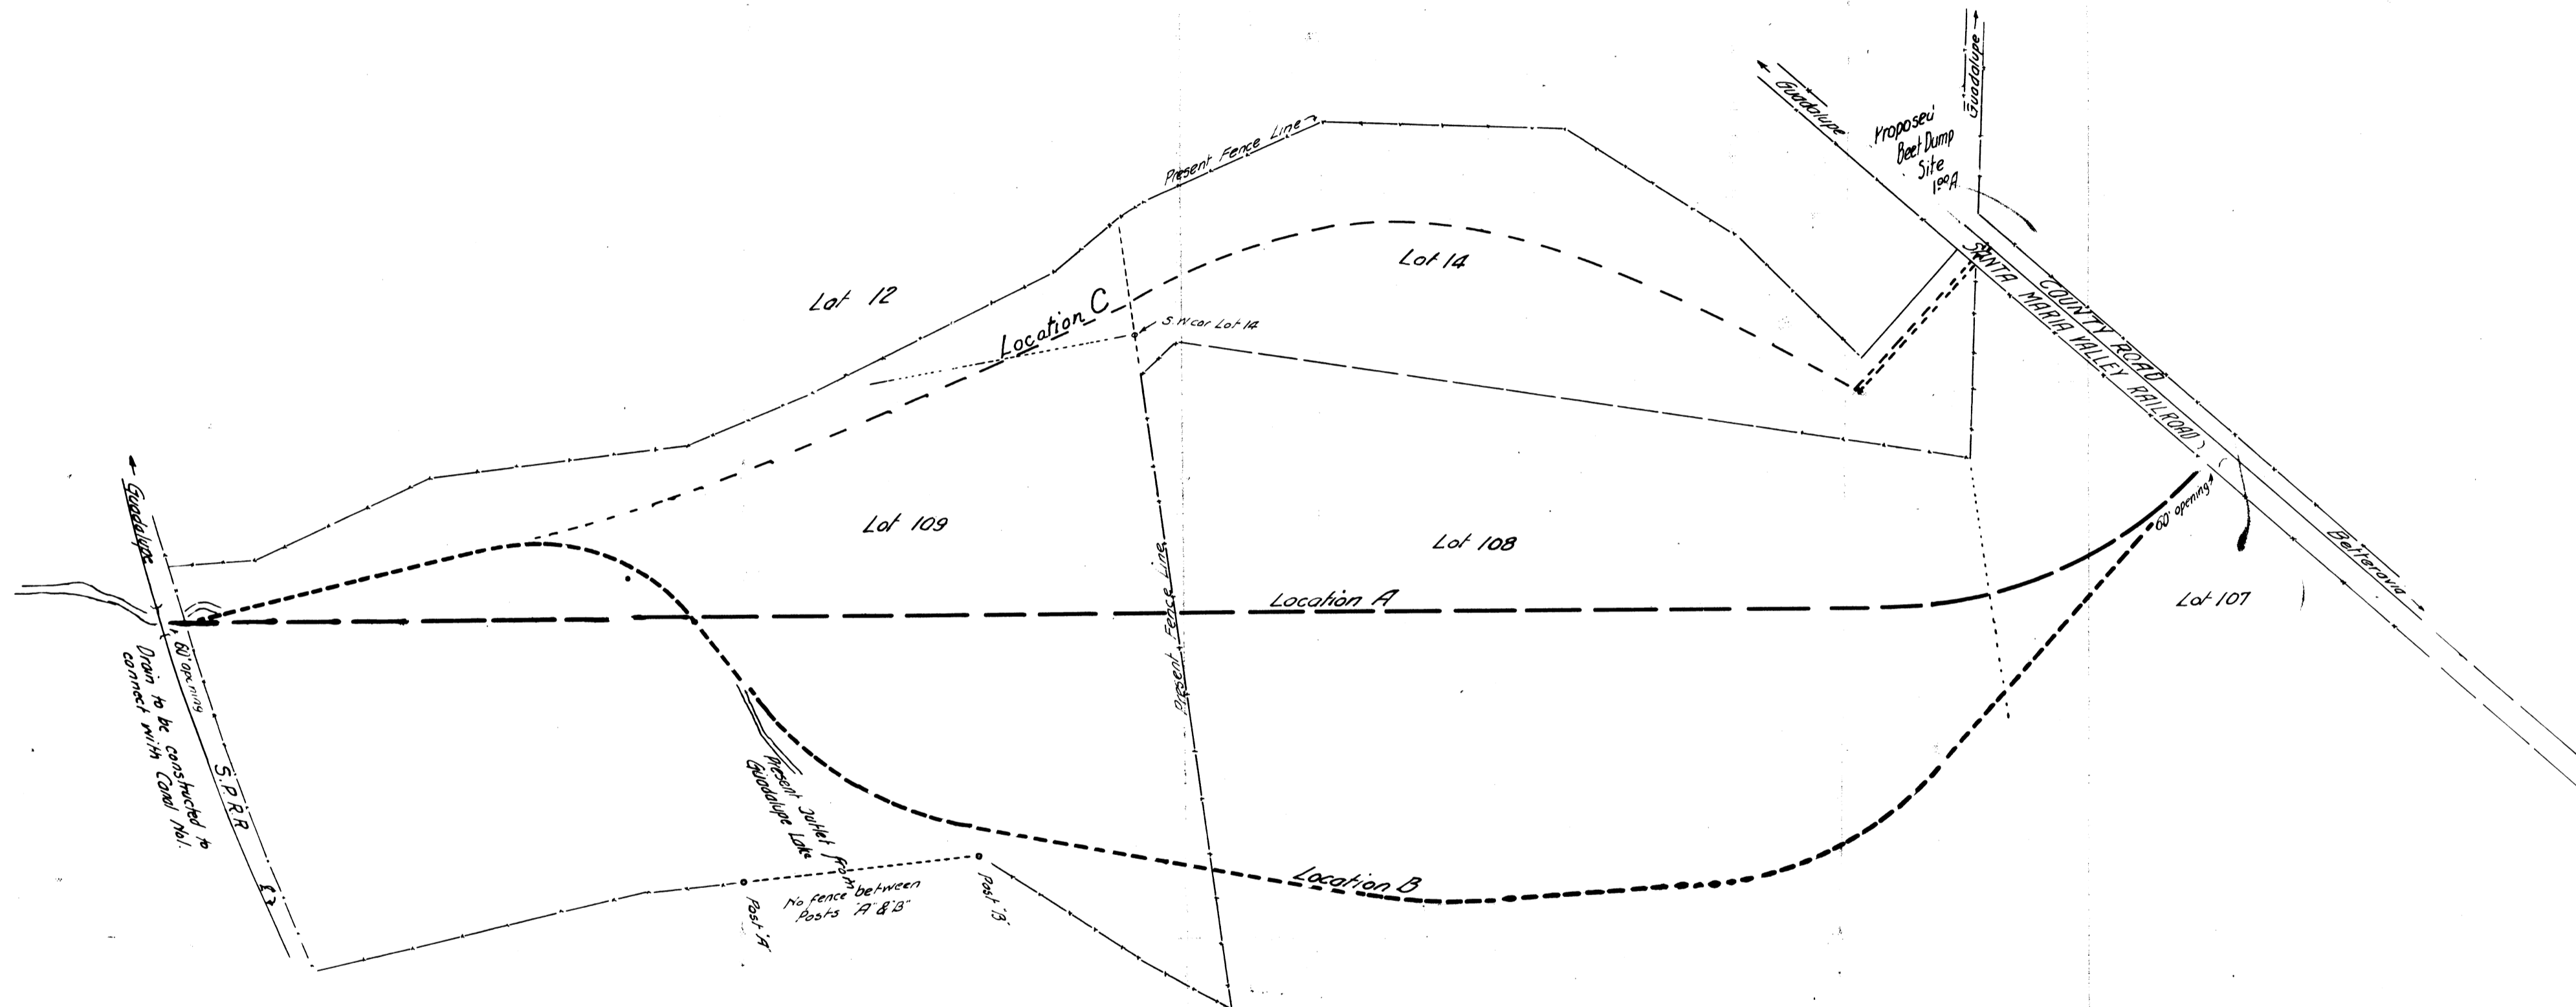 Guadalupe
Guadalupe
Proposed
Beet Dump
Site
1⁰⁰ A
Present Fence Line
Lot 14
Lot 12
Location C
S.W cor Lot 14
SANTA MARIA VALLEY RAILROAD
COUNTY ROAD
Guadalupe
Lot 109
Lot 108
60' opening
Betteravia
Location A
Lot 107
Present Fence Line
60' opening
Drain to be constructed to
connect with Canal No1.
S.P.R.R
Present Outlet from
Guadalupe Lake
No fence between
Posts "A" & "B"
Post "A"
Post "B"
Location B